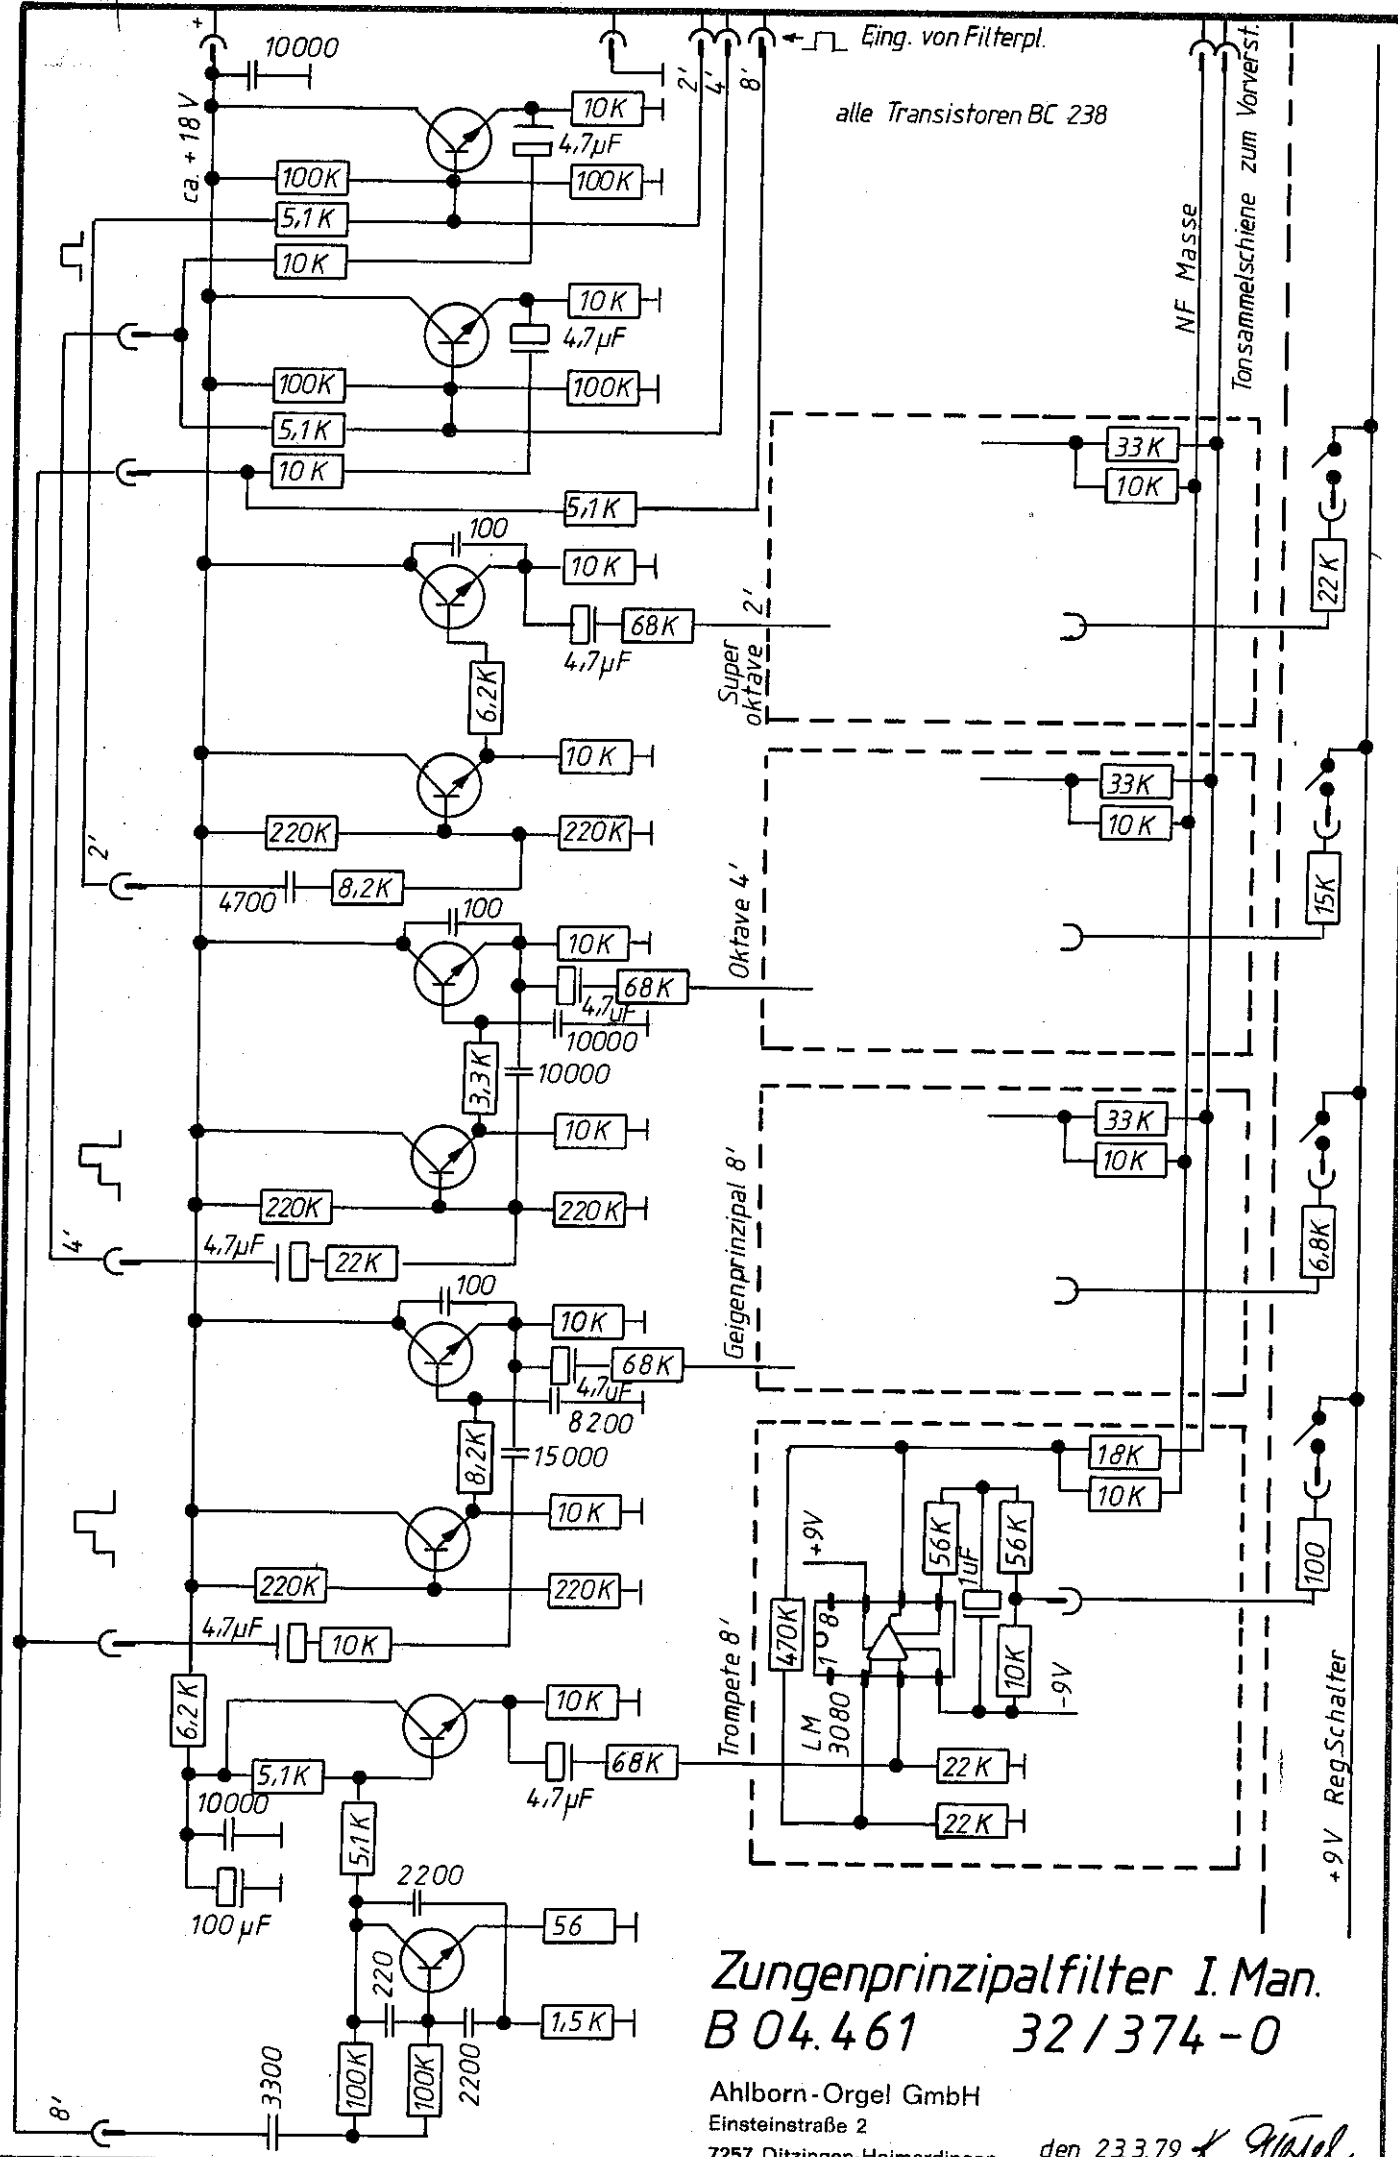 +
10000
2'
4'
8'
Eing. von Filterpl.
ca. + 18 V
10K
4,7µF
alle Transistoren BC 238
100K
100K
5,1K
10K
10K
4,7µF
100K
100K
5,1K
10K
5,1K
NF Masse
Tonsammelschiene zum Vorverst.
33K
10K
22K
100
10K
4,7µF
68K
Super
oktave 2'
6,2K
10K
220K
220K
2'
4700
8,2K
33K
10K
15K
100
10K
4,7µF
68K
Oktave 4'
10000
3,3K
10000
10K
220K
220K
4'
4,7µF
22K
33K
10K
6,8K
100
10K
4,7µF
68K
Geigenprinzipal 8'
8200
8,2K
15000
10K
220K
220K
4,7µF
10K
18K
10K
+9V
56K
1µF
56K
100
470K
1
8
10K
-9V
LM
3080
Trompete 8'
6,2K
10K
5,1K
4,7µF
68K
22K
22K
10000
100µF
5,1K
2200
56
220
1,5K
2200
100K
100K
3300
8'
+9V Reg.Schalter
Zungenprinzipalfilter I. Man.
B 04.461 32/374-0
Ahlborn-Orgel GmbH
Einsteinstraße 2
7257 Ditzingen-Heimerdingen
den 23.3.79